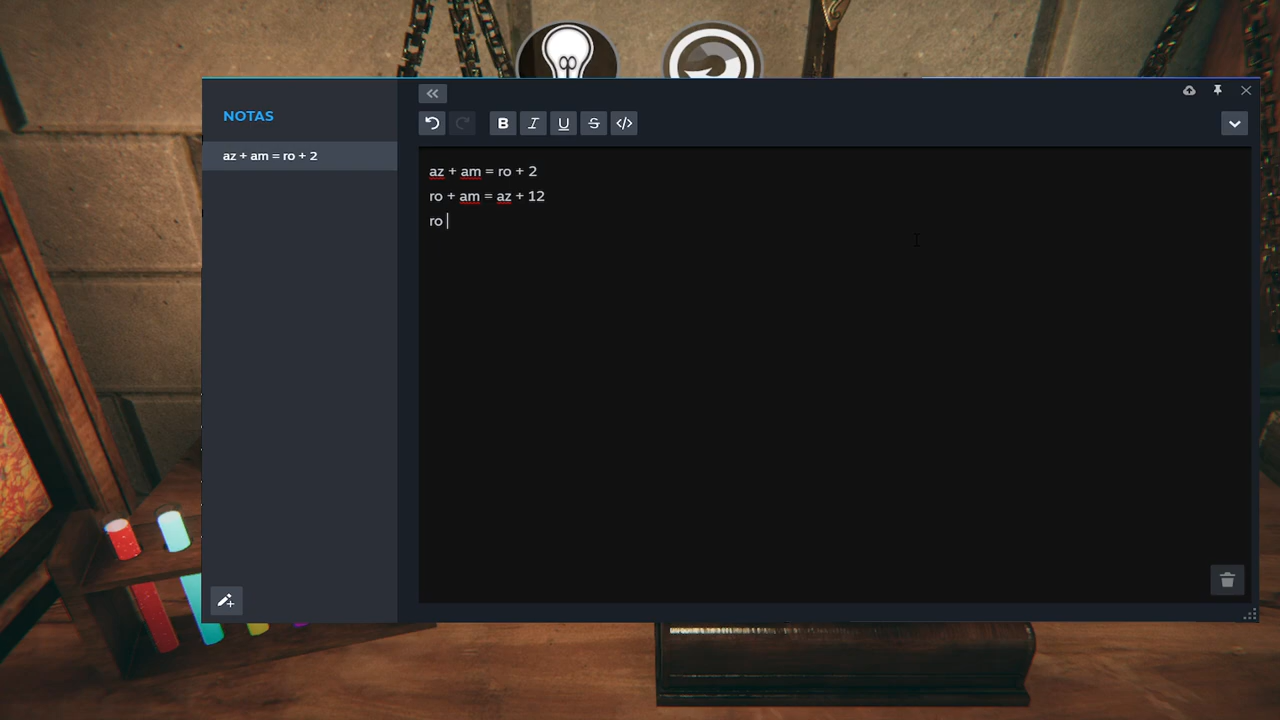 NOTAS
az + am = ro + 2
B I U S </>
az + am = ro + 2
ro + am = az + 12
ro